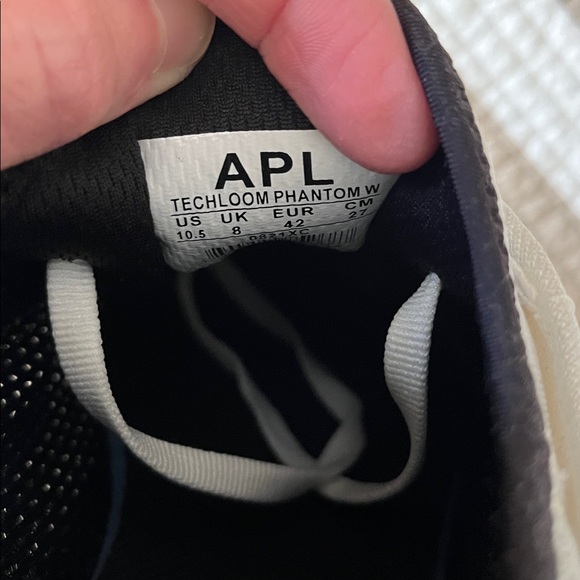 APL
TECHLOOM PHANTOM W
US UK EUR CM
10.5 8 42 27